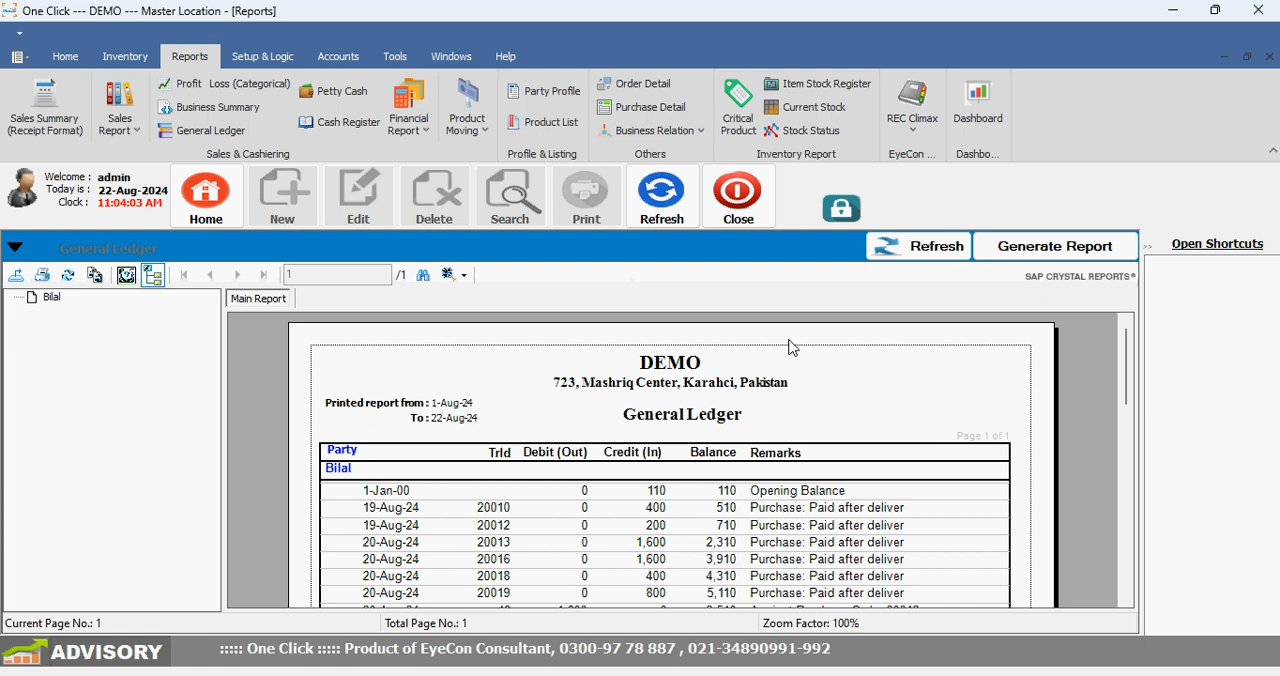 One Click --- DEMO --- Master Location - [Reports]
Home Inventory Reports Setup & Logic Accounts Tools Windows Help
Sales Summary (Receipt Format)
Sales Report
Profit Loss (Categorical)
Business Summary
General Ledger
Petty Cash
Cash Register
Financial Report
Product Moving
Party Profile
Product List
Order Detail
Purchase Detail
Business Relation
Critical Product
Item Stock Register
Current Stock
Stock Status
REC Climax
Dashboard
Sales & Cashiering Profile & Listing Others Inventory Report EyeCon ... Dashbo...
Welcome : admin
Today is : 22-Aug-2024
Clock : 11:04:03 AM
Home New Edit Delete Search Print Refresh Close
General Ledger Refresh Generate Report >> Open Shortcuts
1 /1 SAP CRYSTAL REPORTS®
Bilal
Main Report
DEMO
723, Mashriq Center, Karahci, Pakistan
Printed report from : 1-Aug-24
To : 22-Aug-24
General Ledger
Page 1 of 1
Party TrId Debit (Out) Credit (In) Balance Remarks
Bilal
1-Jan-00 0 110 110 Opening Balance
19-Aug-24 20010 0 400 510 Purchase: Paid after deliver
19-Aug-24 20012 0 200 710 Purchase: Paid after deliver
20-Aug-24 20013 0 1,600 2,310 Purchase: Paid after deliver
20-Aug-24 20016 0 1,600 3,910 Purchase: Paid after deliver
20-Aug-24 20018 0 400 4,310 Purchase: Paid after deliver
20-Aug-24 20019 0 800 5,110 Purchase: Paid after deliver
Current Page No.: 1 Total Page No.: 1 Zoom Factor: 100%
ADVISORY ::::: One Click ::::: Product of EyeCon Consultant, 0300-97 78 887 , 021-34890991-992